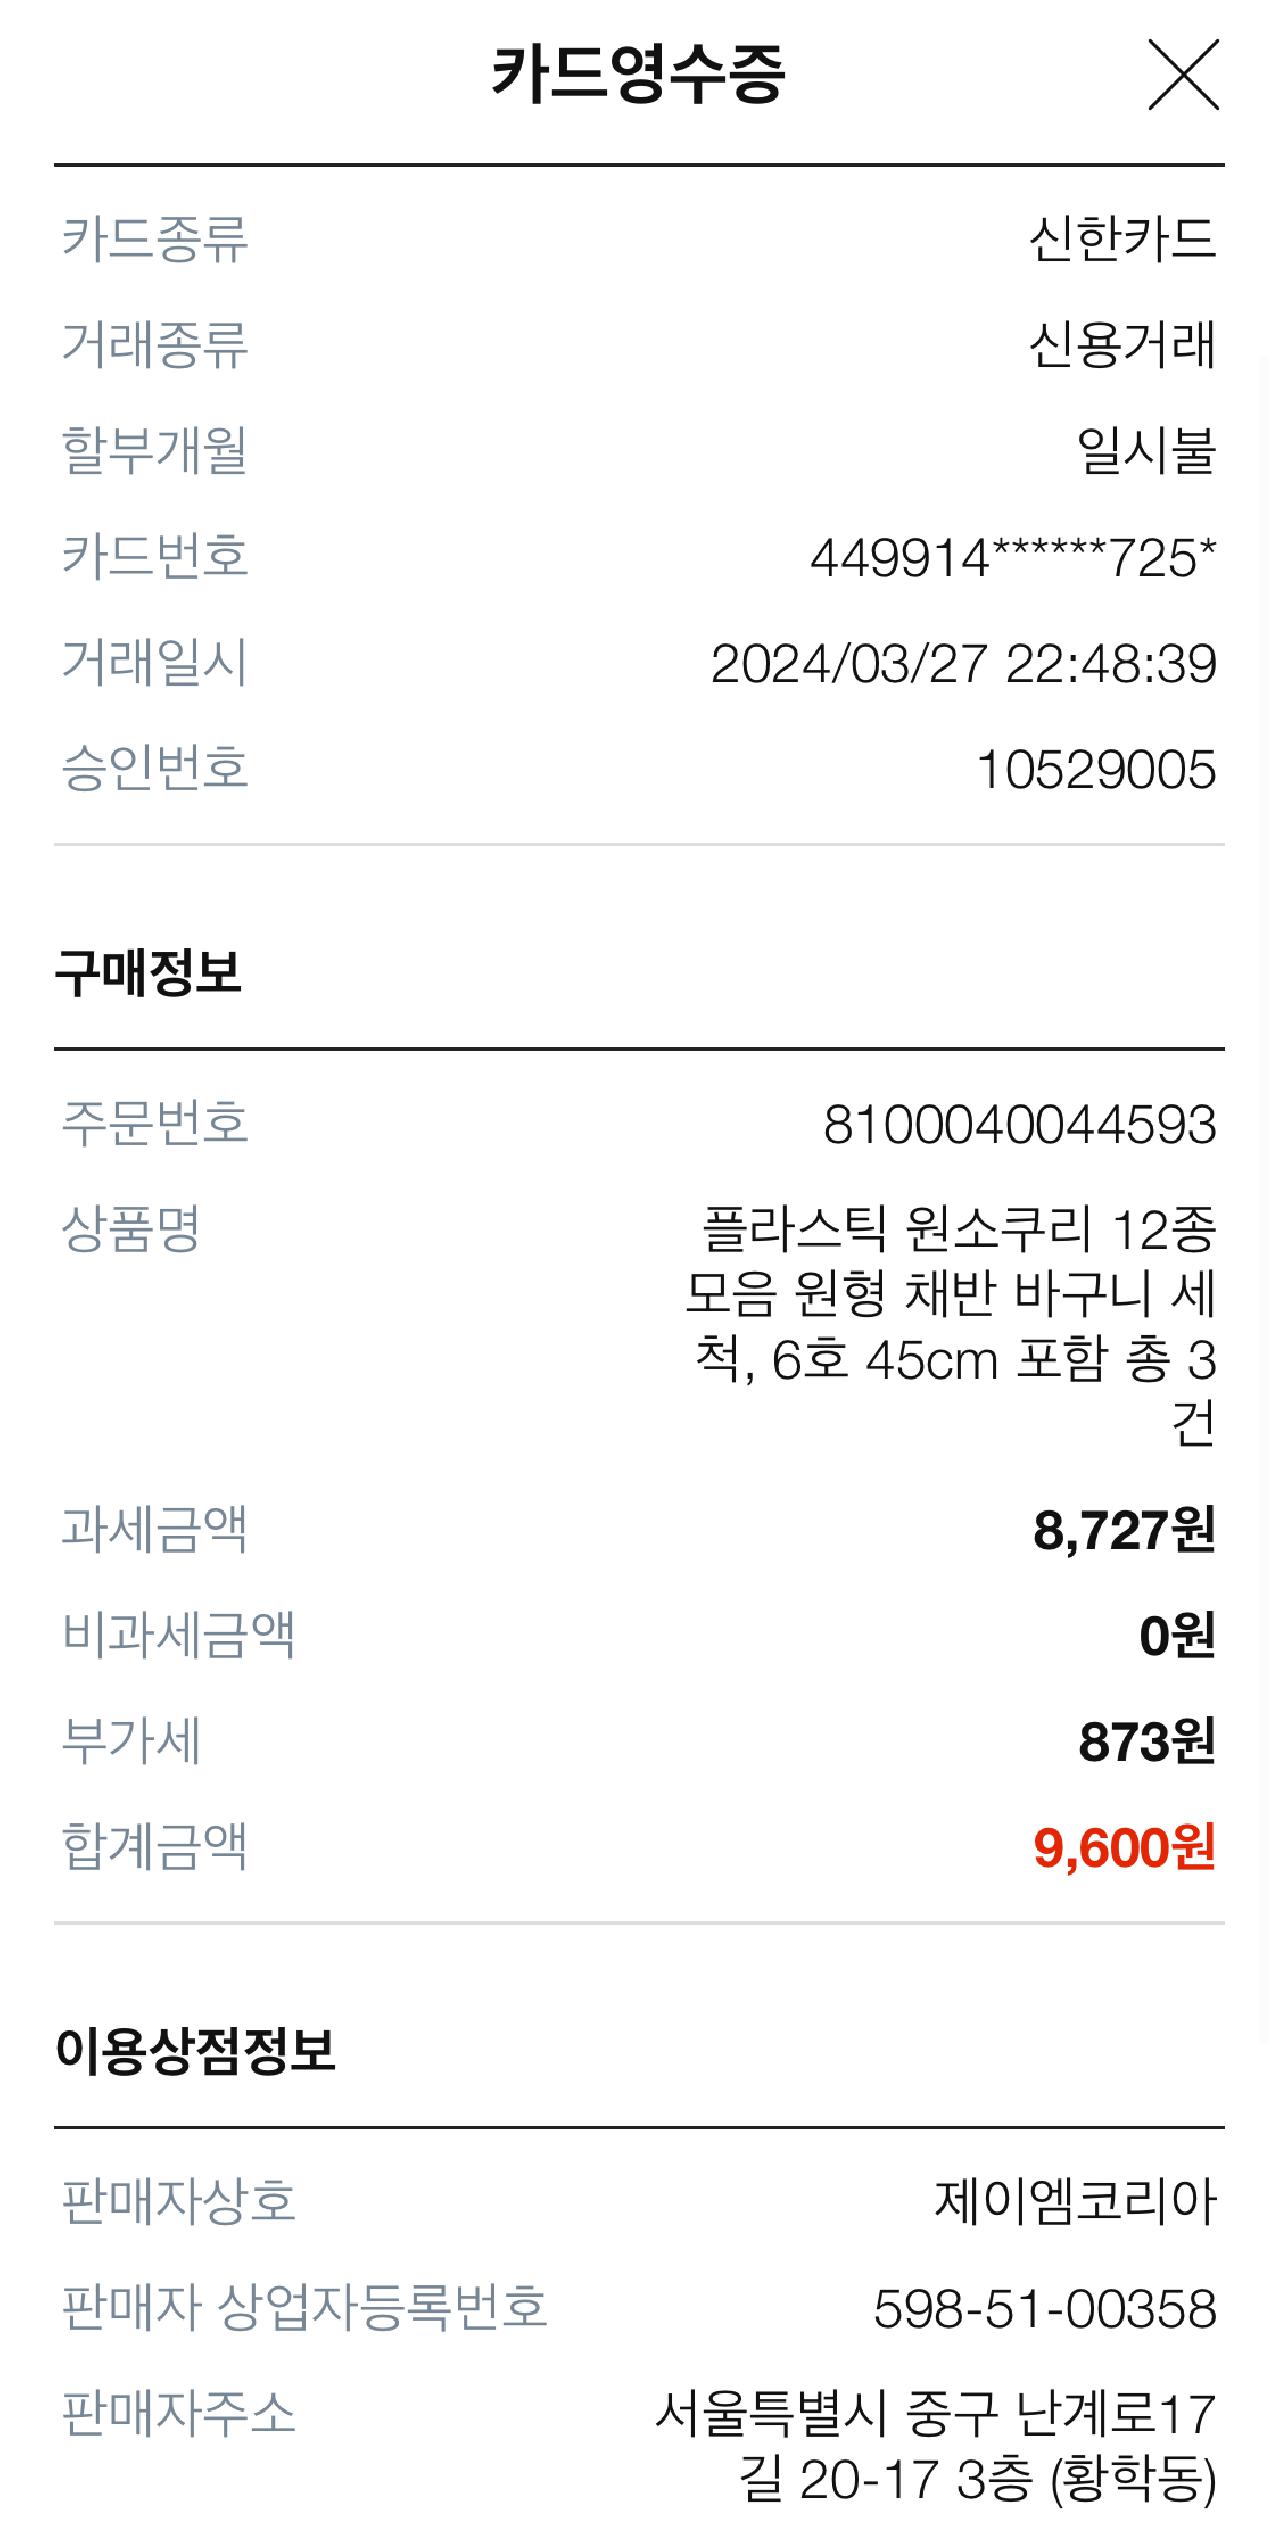 카드영수증
카드종류 신한카드
거래종류 신용거래
할부개월 일시불
카드번호 449914******725*
거래일시 2024/03/27 22:48:39
승인번호 10529005
구매정보
주문번호 8100040044593
상품명 플라스틱 원소쿠리 12종
모음 원형 채반 바구니 세
척, 6호 45cm 포함 총 3
건
과세금액 8,727원
비과세금액 0원
부가세 873원
합계금액 9,600원
이용상점정보
판매자상호 제이엠코리아
판매자 상업자등록번호 598-51-00358
판매자주소 서울특별시 중구 난계로17
길 20-17 3층 (황학동)